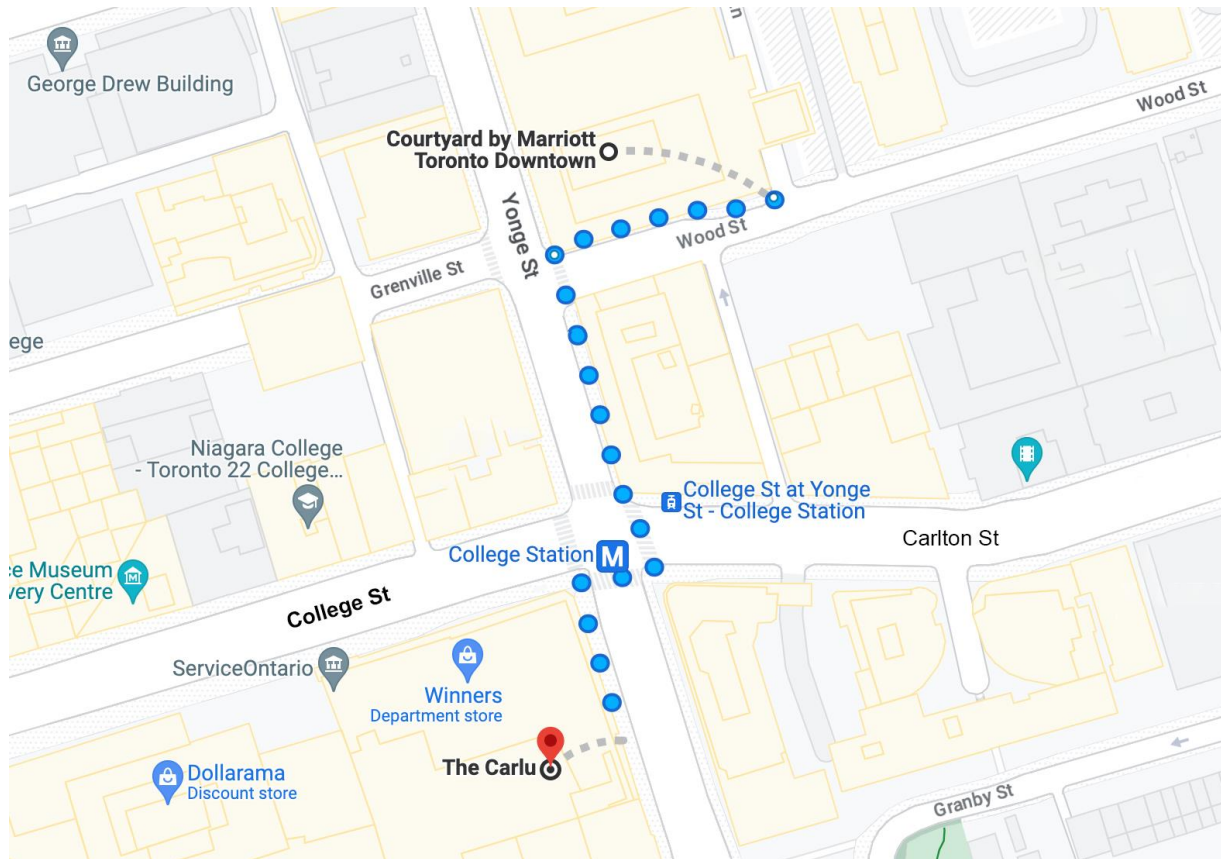 George Drew Building
Wood St
Courtyard by Marriott
Toronto Downtown
Yonge St
Wood St
Grenville St
ege
Niagara College
- Toronto 22 College...
College St at Yonge
St - College Station
College Station
M
Carlton St
ce Museum
very Centre
College St
ServiceOntario
Winners
Department store
The Carlu
Dollarama
Discount store
Granby St